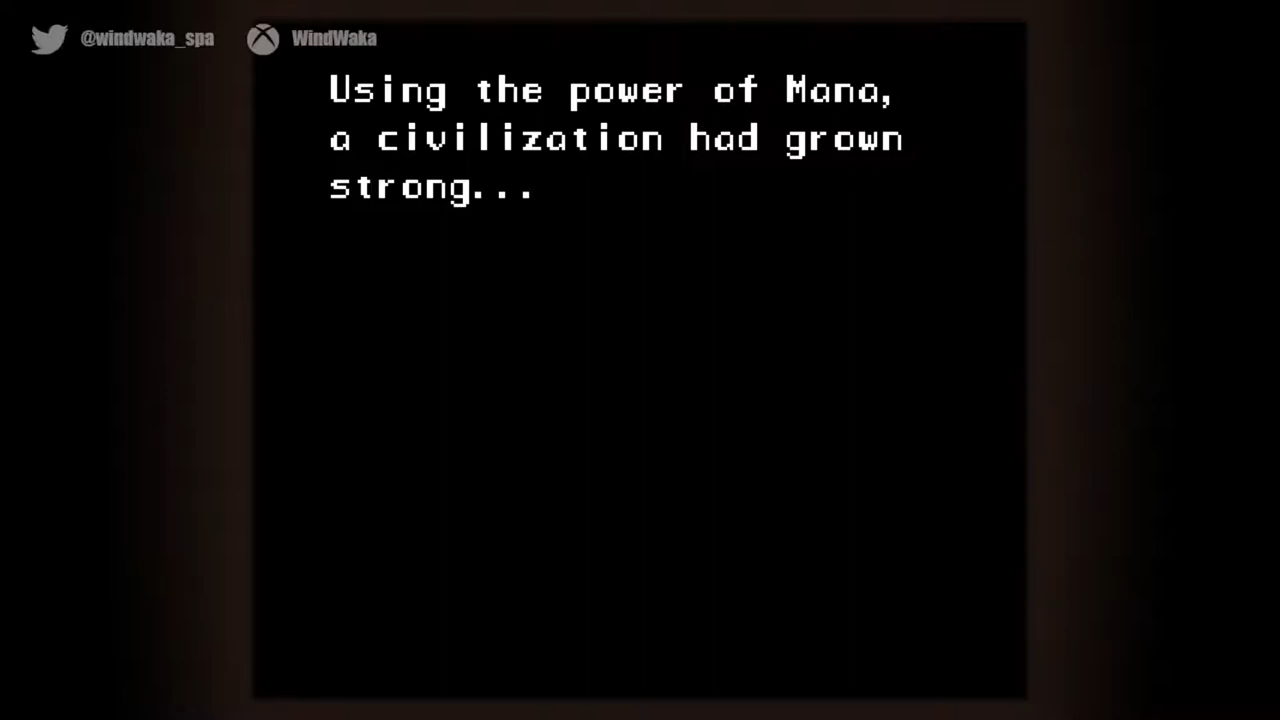 @windwaka_spa WindWaka
Using the power of Mana,
a civilization had grown
strong...